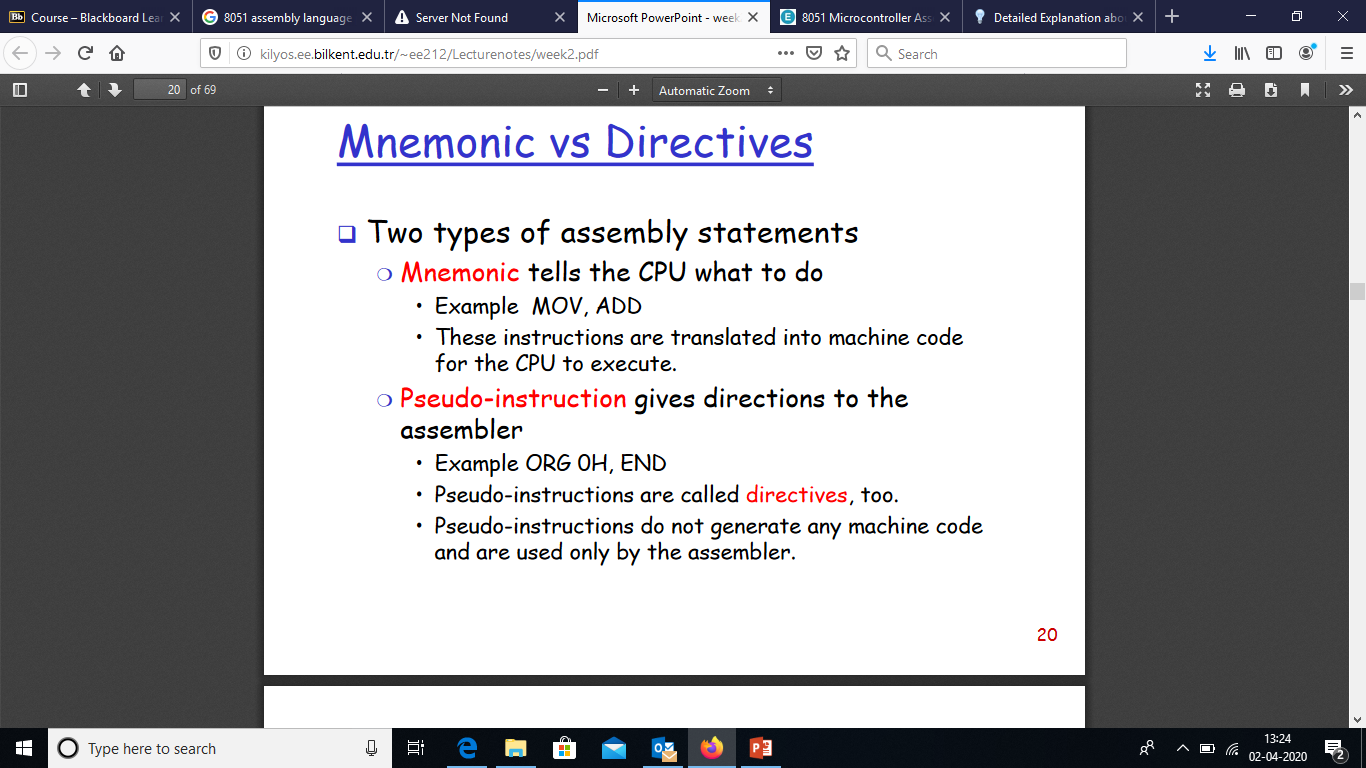 Bb Course – Blackboard Lear
8051 assembly language
Server Not Found
Microsoft PowerPoint - week
8051 Microcontroller Ass
Detailed Explanation abo
kilyos.ee.bilkent.edu.tr/~ee212/Lecturenotes/week2.pdf
Search
20 of 69
Automatic Zoom
Mnemonic vs Directives
Two types of assembly statements
Mnemonic tells the CPU what to do
• Example MOV, ADD
• These instructions are translated into machine code
for the CPU to execute.
Pseudo-instruction gives directions to the
assembler
• Example ORG 0H, END
• Pseudo-instructions are called directives, too.
• Pseudo-instructions do not generate any machine code
and are used only by the assembler.
20
Type here to search
13:24
02-04-2020
2